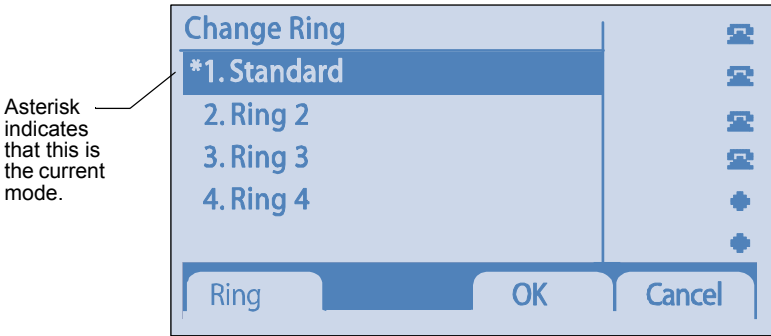 Change Ring
*1. Standard
2. Ring 2
3. Ring 3
4. Ring 4
Ring
OK
Cancel
Asterisk
indicates
that this is
the current
mode.